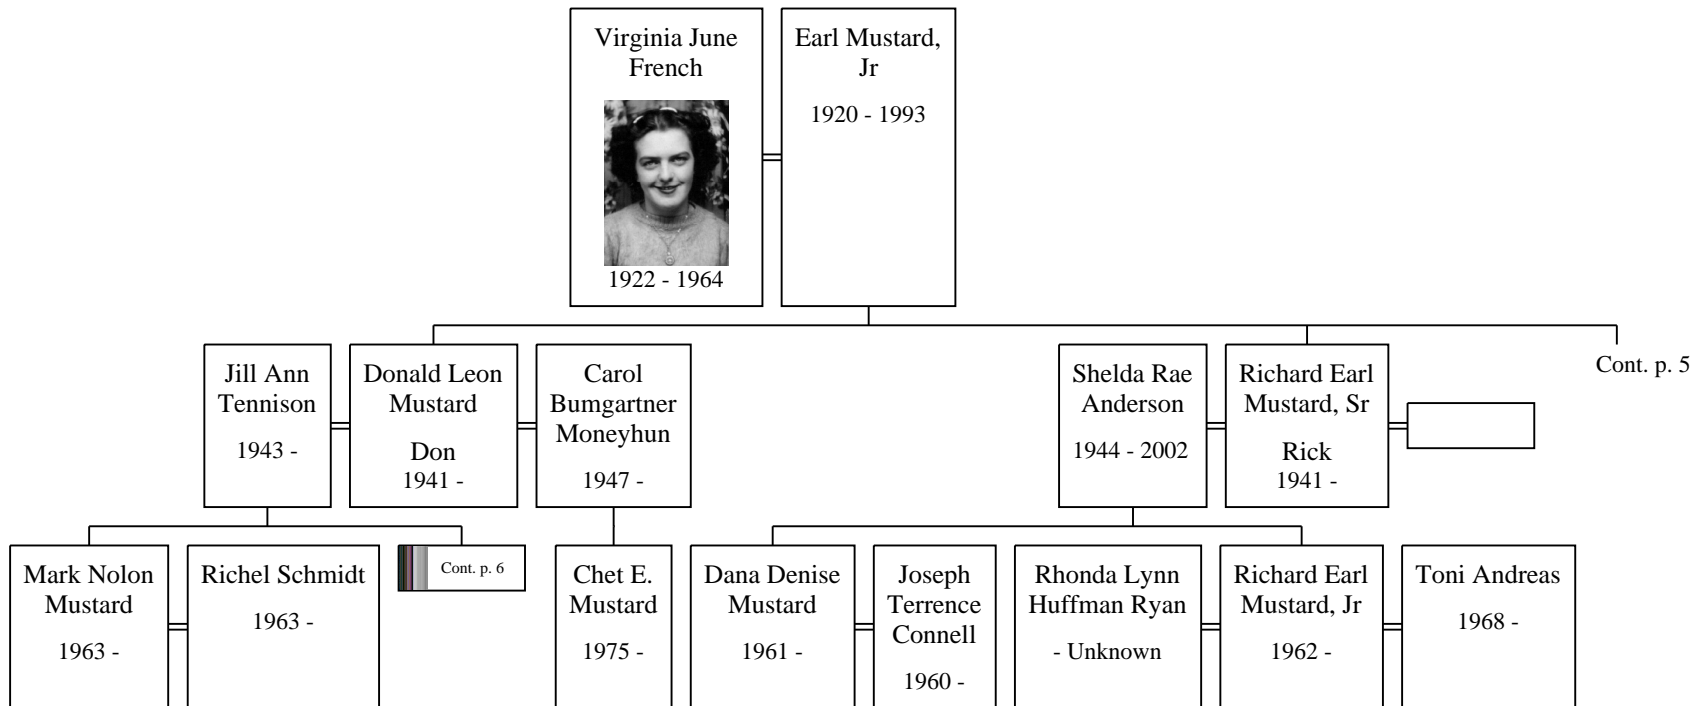 Virginia June
French
1922 - 1964
Earl Mustard,
Jr
1920 - 1993
Jill Ann
Tennison
1943 -
Donald Leon
Mustard
Don
1941 -
Carol
Bumgartner
Moneyhun
1947 -
Shelda Rae
Anderson
1944 - 2002
Richard Earl
Mustard, Sr
Rick
1941 -
Cont. p. 5
Mark Nolon
Mustard
1963 -
Richel Schmidt
1963 -
Cont. p. 6
Chet E.
Mustard
1975 -
Dana Denise
Mustard
1961 -
Joseph
Terrence
Connell
1960 -
Rhonda Lynn
Huffman Ryan
- Unknown
Richard Earl
Mustard, Jr
1962 -
Toni Andreas
1968 -